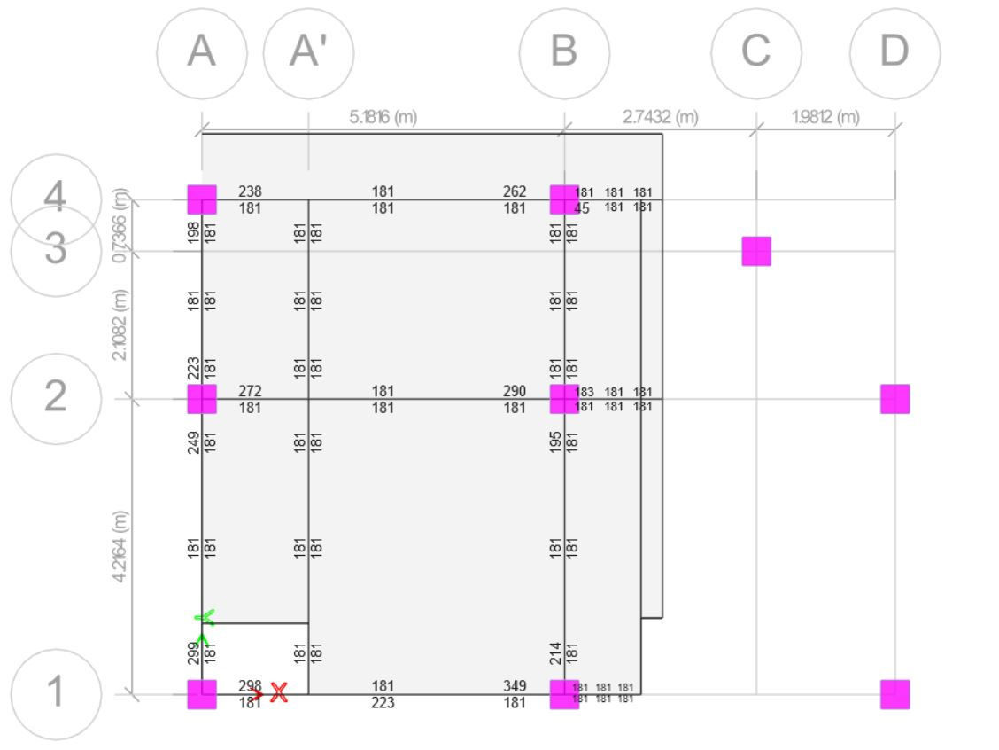 A A' B C D
5.1816 (m) 2.7432 (m) 1.9812 (m)
4
238 181 262 181 181 181
181 181 181 45 181 181
0.7366 (m)
198 181 181 181 181 181
3
2.1082 (m)
181 181 181 181 181 181
223 181 181 181 181 181
2
272 181 290 183 181 181
181 181 181 181 181 181
249 181 181 181 195 181
4.2164 (m)
181 181 181 181 181 181
Y
299 181 181 181 214 181
1
298 181 349 181 181 181
X
181 223 181 181 181 181